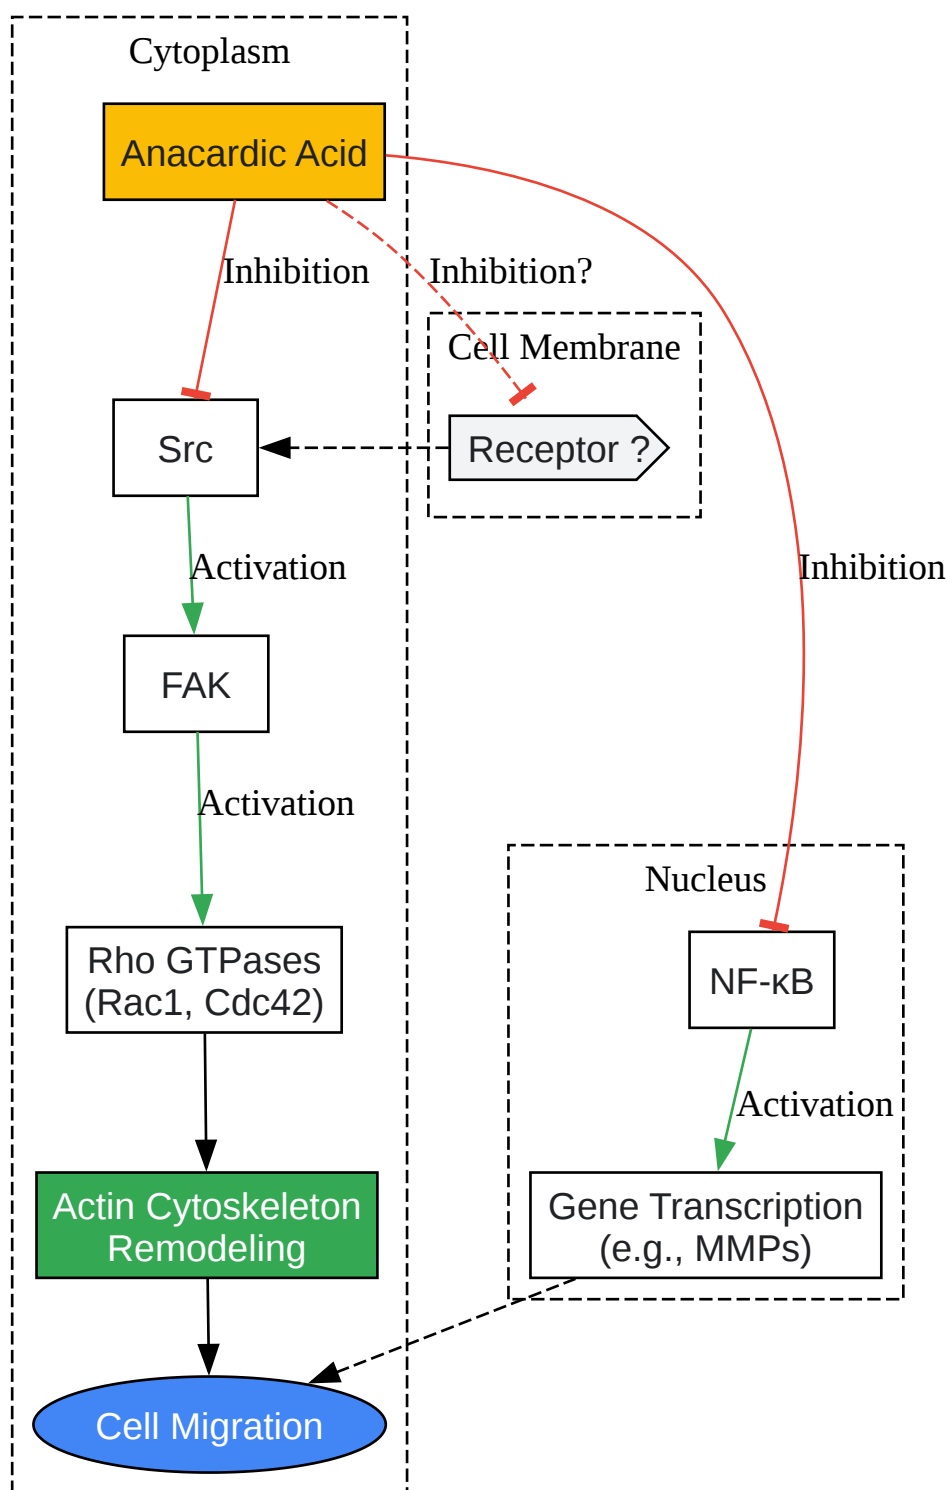 Cytoplasm
Anacardic Acid
Inhibition
Inhibition?
Cell Membrane
Src
Receptor ?
Activation
Inhibition
FAK
Activation
Nucleus
Rho GTPases
(Rac1, Cdc42)
NF-κB
Activation
Actin Cytoskeleton
Remodeling
Gene Transcription
(e.g., MMPs)
Cell Migration